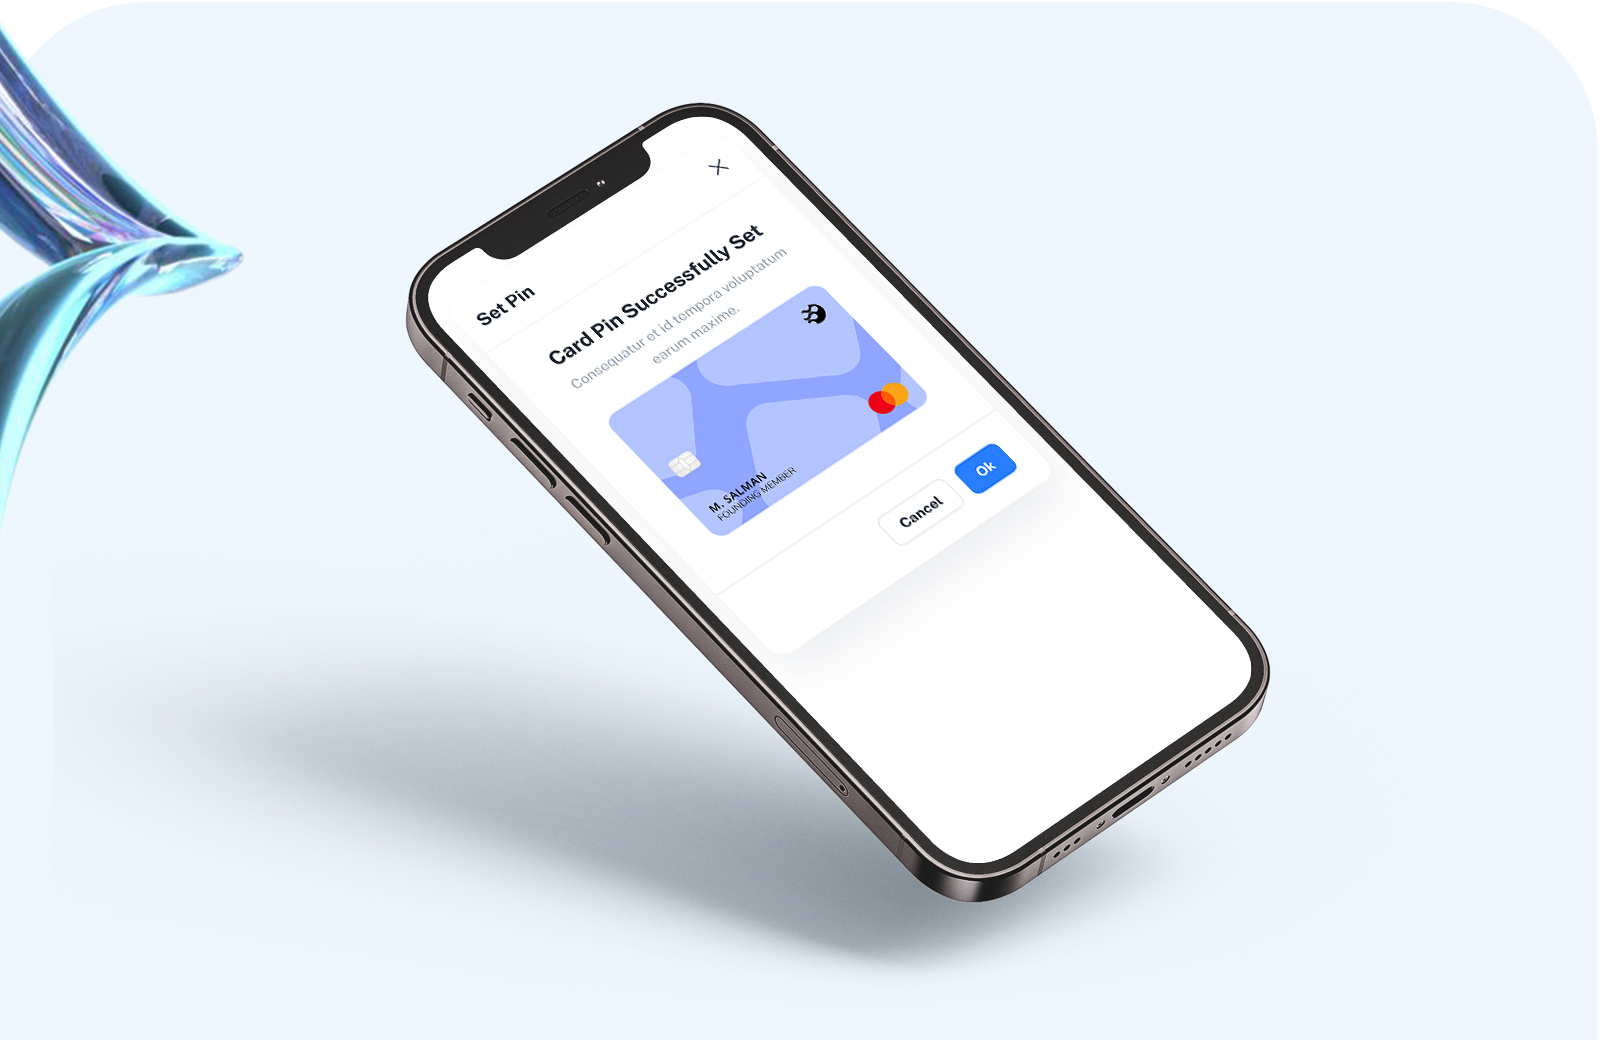 Set Pin
Card Pin Successfully Set
Consequatur et id tempora voluptatum
earum maxime.
M. SALMAN
FOUNDING MEMBER
Cancel
Ok